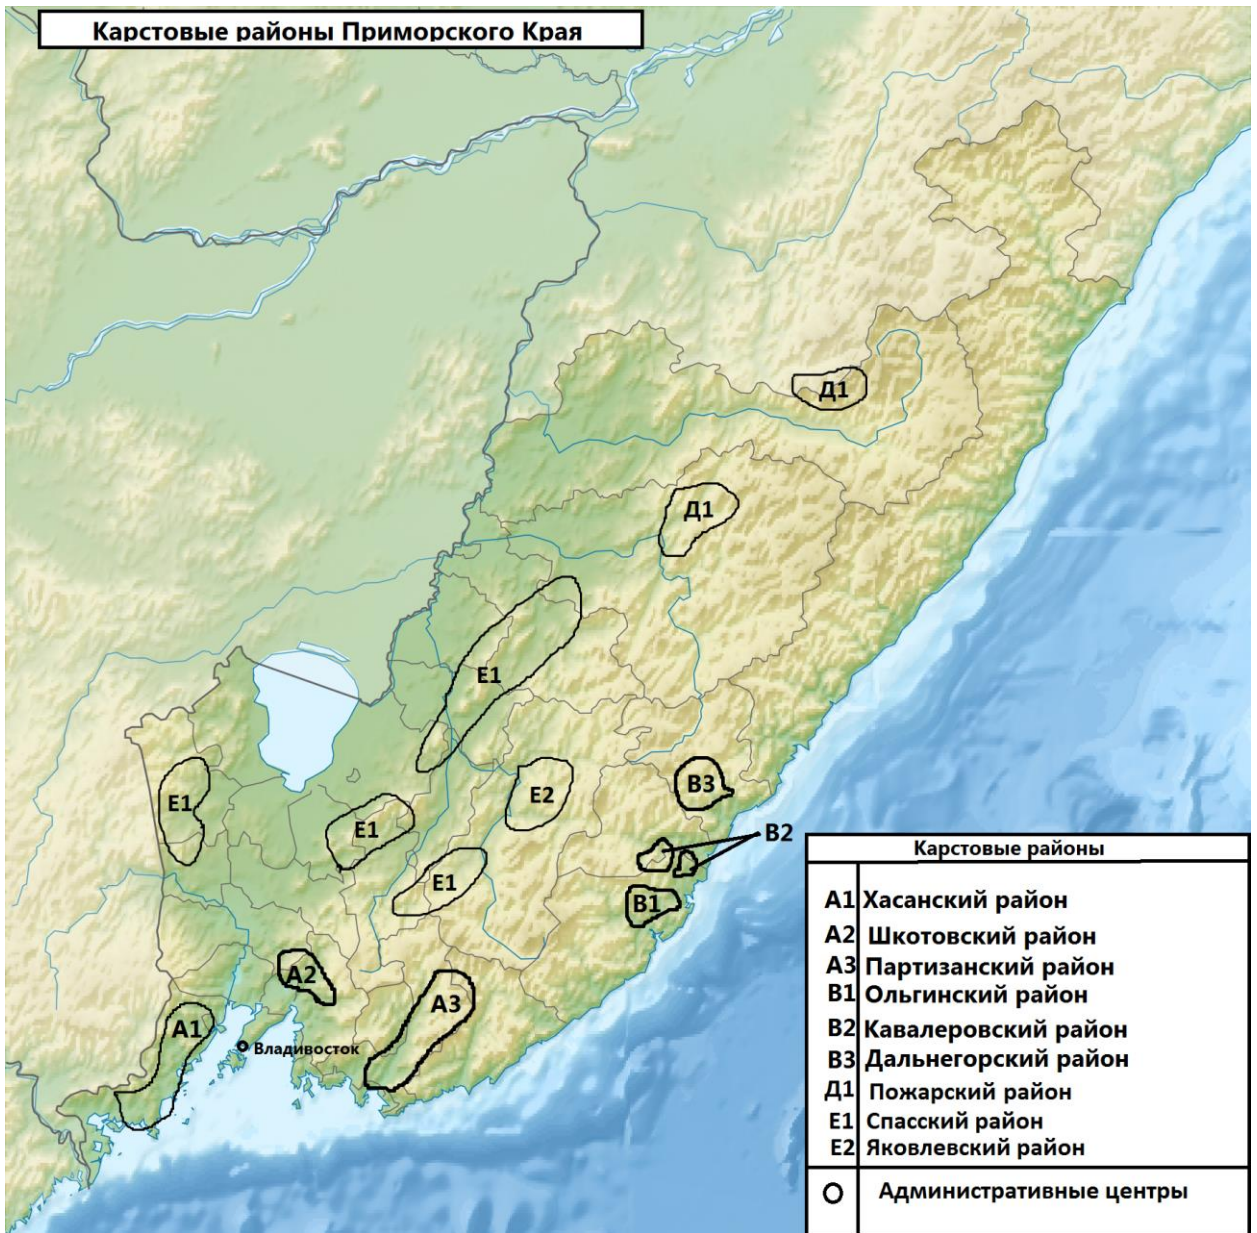 Карстовые районы Приморского Края
Д1
Д1
Е1
Е1
Е2
В3
Е1
В2
Е1
В1
А2
А3
А1
Владивосток
Карстовые районы
А1 Хасанский район
А2 Шкотовский район
А3 Партизанский район
В1 Ольгинский район
В2 Кавалеровский район
В3 Дальнегорский район
Д1 Пожарский район
Е1 Спасский район
Е2 Яковлевский район
Административные центры